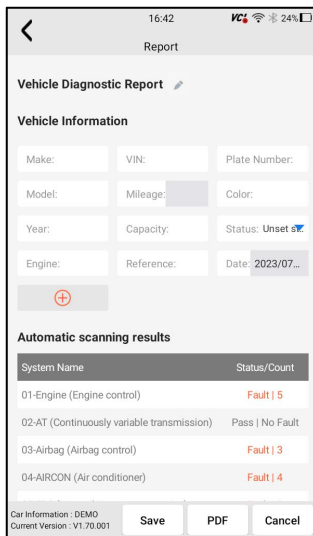 16:42 VCI 24%
Report
Vehicle Diagnostic Report
Vehicle Information
Make: VIN: Plate Number:
Model: Mileage: Color:
Year: Capacity: Status: Unset s...
Engine: Reference: Date: 2023/07...
Automatic scanning results
System Name Status/Count
01-Engine (Engine control) Fault | 5
02-AT (Continuously variable transmission) Pass | No Fault
03-Airbag (Airbag control) Fault | 3
04-AIRCON (Air conditioner) Fault | 4
Car Information : DEMO
Current Version : V1.70.001
Save PDF Cancel